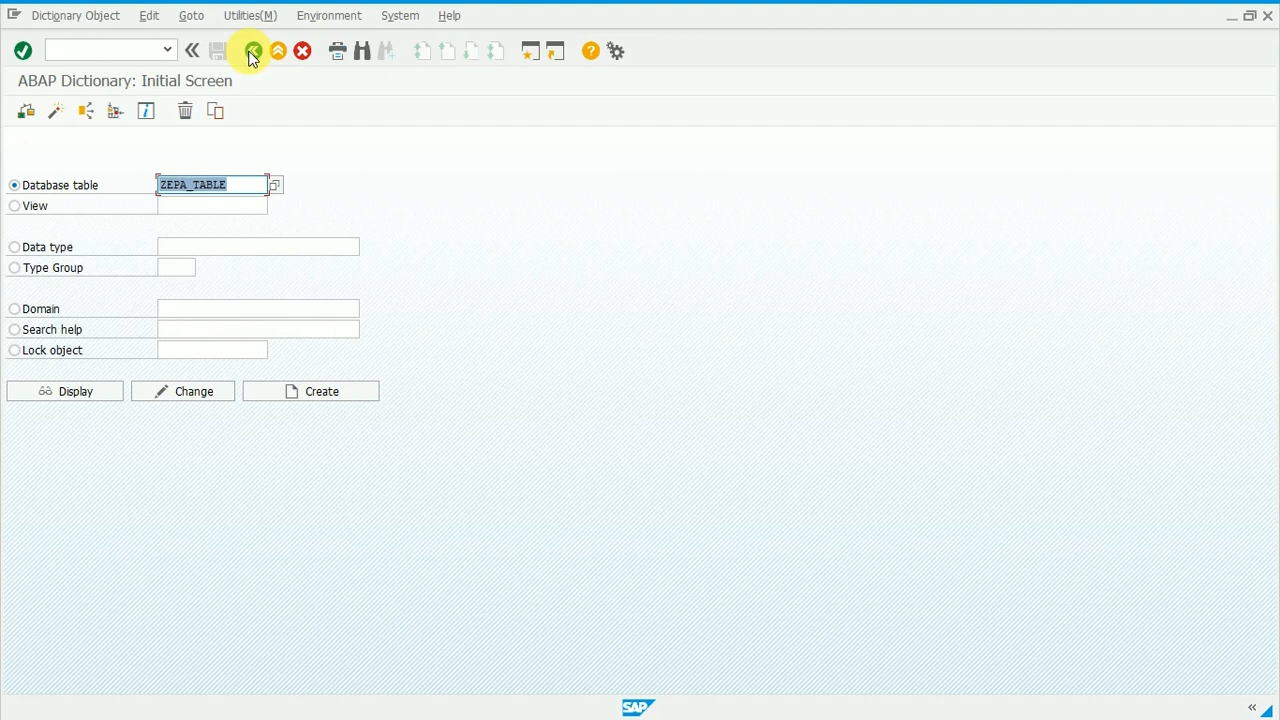 Dictionary Object Edit Goto Utilities(M) Environment System Help
ABAP Dictionary: Initial Screen
Database table ZEPA_TABLE
View
Data type
Type Group
Domain
Search help
Lock object
Display Change Create
SAP